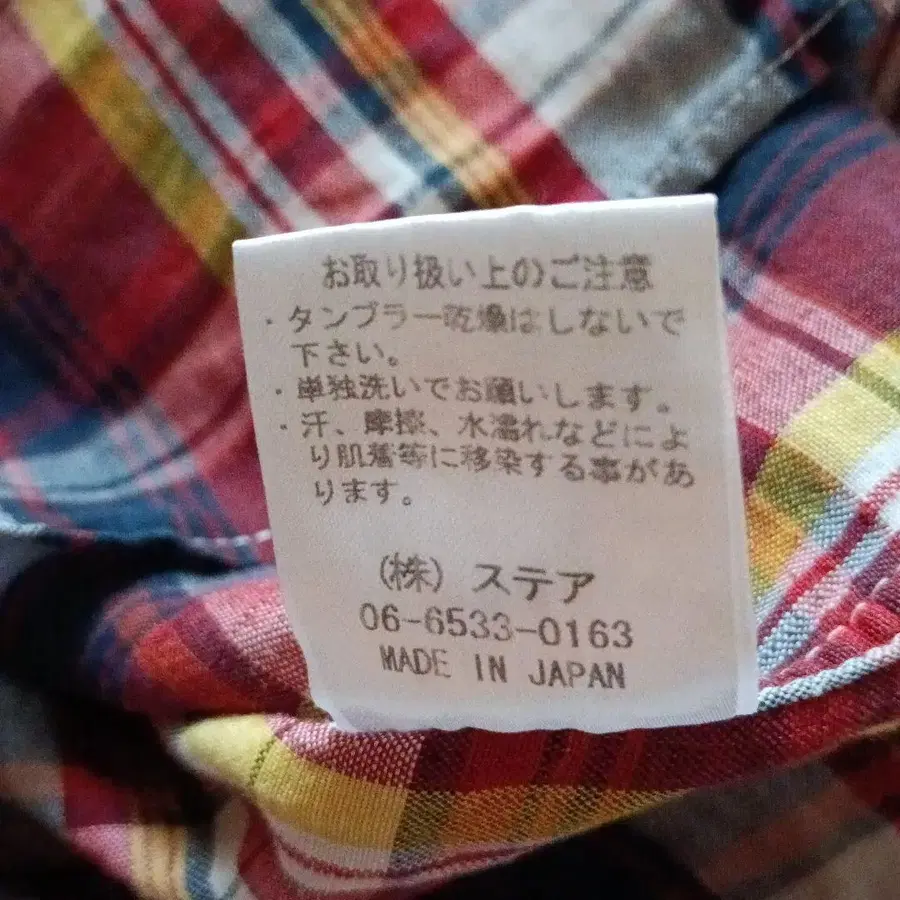 お取り扱い上のご注意
・タンブラー乾燥はしないで
下さい。
・単独洗いでお願いします。
・汗、摩擦、水濡れなどによ
り肌着等に移染する事があ
ります。
(株) ステア
06-6533-0163
MADE IN JAPAN